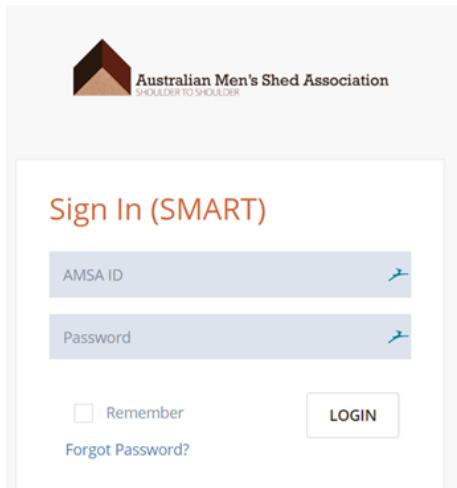 Australian Men's Shed Association
SHOULDER TO SHOULDER
Sign In (SMART)
AMSA ID
Password
Remember
LOGIN
Forgot Password?